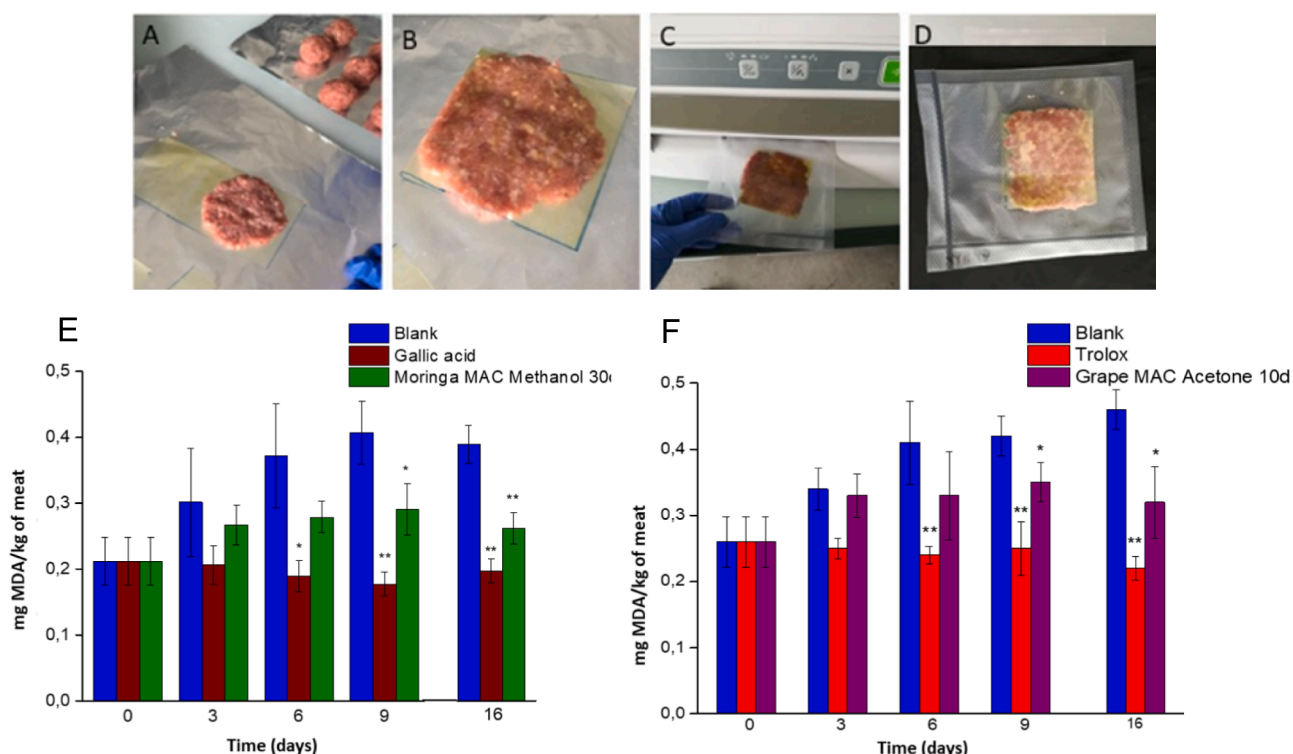 A
B
C
D
E
Blank
Gallic acid
Moringa MAC Methanol 30
0,5
0,4
0,3
0,2
0,1
0,0
mg MDA/kg of meat
*
**
*
**
**
0
3
6
9
16
Time (days)
F
Blank
Trolox
Grape MAC Acetone 10d
0,5
0,4
0,3
0,2
0,1
0,0
mg MDA/kg of meat
**
**
*
**
*
0
3
6
9
16
Time (days)